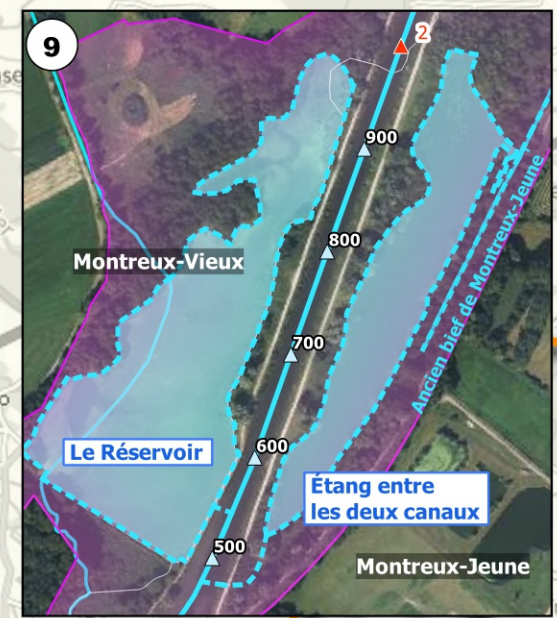 9
2
900
800
Montreux-Vieux
700
Ancien bief de Montreux-Jeune
600
Le Réservoir
Étang entre
les deux canaux
500
Montreux-Jeune